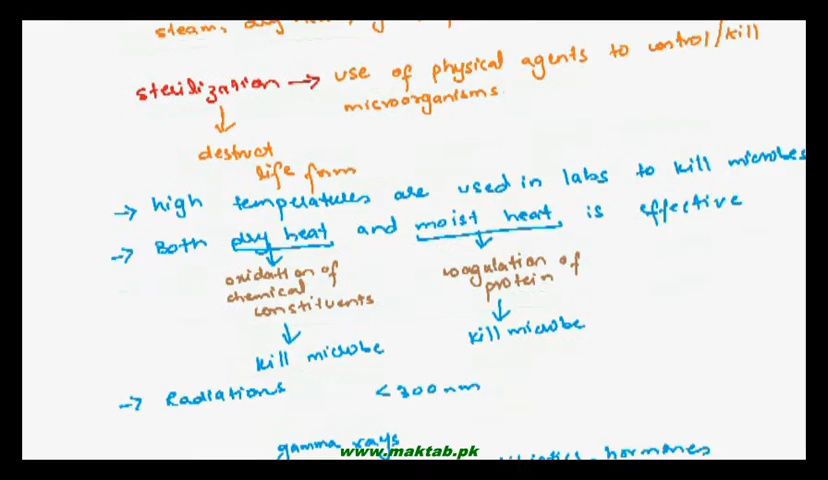 steam,
sterilization → use of physical agents to control/kill
microorganisms.
destruct
life form
→ high temperatures are used in labs to kill microbes
→ Both dry heat and moist heat, is effective
oxidation of
chemical
constituents
coagulation of
protein
kill microbe
kill microbe
→ Radiations <300nm
gamma rays
hormones
www.maktab.pk